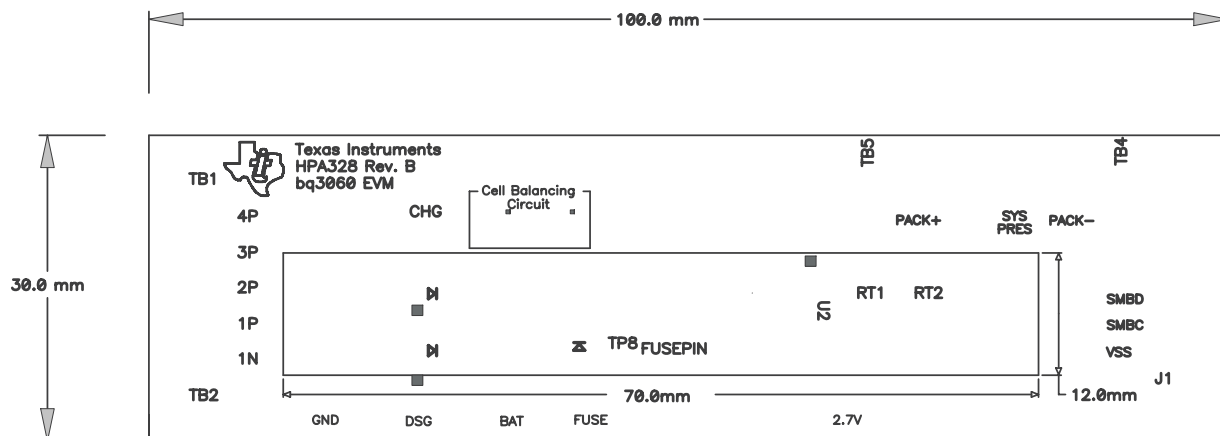 100.0 mm
Texas Instruments
HPA328 Rev. B
bq3060 EVM
TB1
TB5
TB4
Cell Balancing
Circuit
4P
CHG
PACK+
SYS
PRES
PACK-
3P
30.0 mm
2P
RT1
RT2
U2
SMBD
1P
SMBC
TP8
FUSEPIN
1N
VSS
J1
TB2
70.0mm
12.0mm
GND
DSG
BAT
FUSE
2.7V